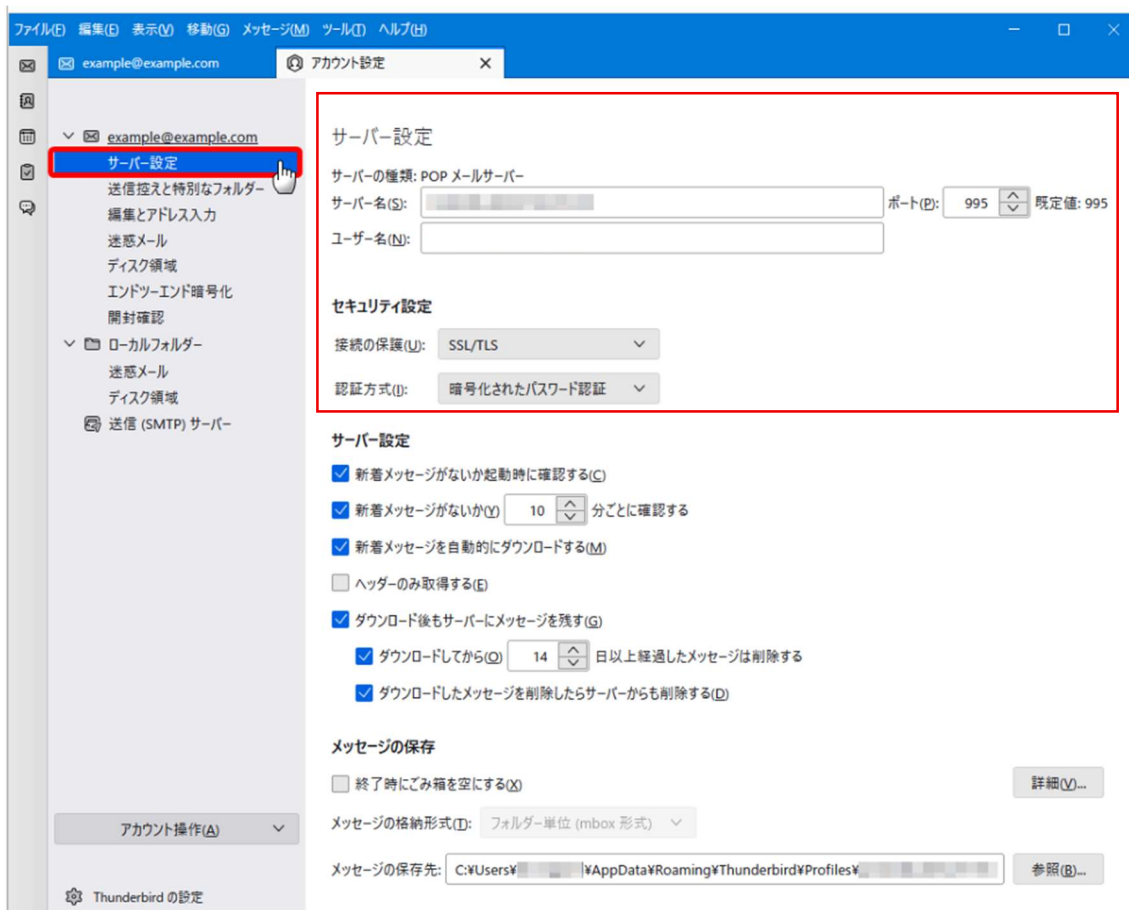 ファイル(F) 編集(E) 表示(V) 移動(G) メッセージ(M) ツール(T) ヘルプ(H)
example@example.com
アカウント設定
example@example.com
サーバー設定
送信控えと特別なフォルダー
編集とアドレス入力
迷惑メール
ディスク領域
エンドツーエンド暗号化
開封確認
ローカルフォルダー
迷惑メール
ディスク領域
送信 (SMTP) サーバー
アカウント操作(A)
Thunderbird の設定
サーバー設定
サーバーの種類: POP メールサーバー
サーバー名(S): ポート(P): 995 既定値: 995
ユーザー名(N):
セキュリティ設定
接続の保護(U): SSL/TLS
認証方式(I): 暗号化されたパスワード認証
サーバー設定
新着メッセージがないか起動時に確認する(C)
新着メッセージがないか(Y) 10 分ごとに確認する
新着メッセージを自動的にダウンロードする(M)
ヘッダーのみ取得する(E)
ダウンロード後もサーバーにメッセージを残す(G)
ダウンロードしてから(O) 14 日以上経過したメッセージは削除する
ダウンロードしたメッセージを削除したらサーバーからも削除する(D)
メッセージの保存
終了時にごみ箱を空にする(X) 詳細(V)...
メッセージの格納形式(T): フォルダー単位 (mbox 形式)
メッセージの保存先: C:¥Users¥ ¥AppData¥Roaming¥Thunderbird¥Profiles¥ 参照(B)...